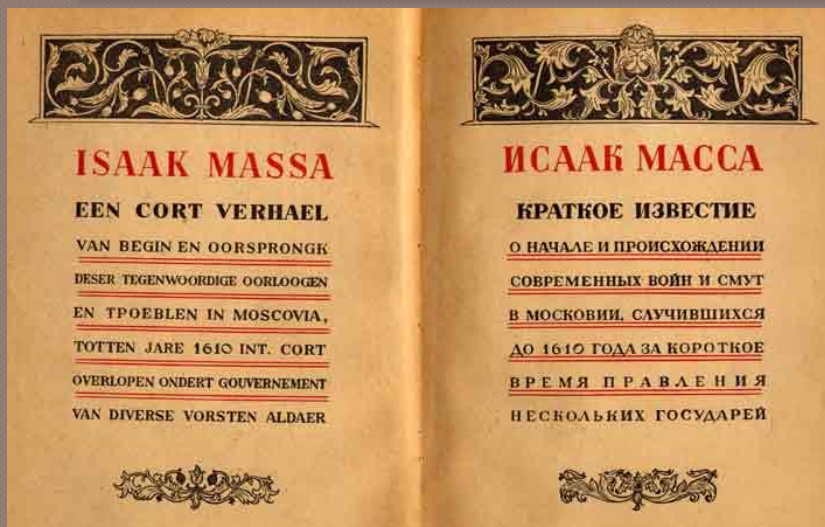 ISAAK MASSA
EEN CORT VERHAEL
VAN BEGIN EN OORSPRONGK
DESER TEGENWOORDIGE OORLOOGEN
EN TPOEBLEN IN MOSCOVIA,
TOTTEN JARE 1610 INT. CORT
OVERLOPEN ONDERT GOUVERNEMENT
VAN DIVERSE VORSTEN ALDAER
ИСААК МАССА
КРАТКОЕ ИЗВЕСТИЕ
О НАЧАЛЕ И ПРОИСХОЖДЕНИИ
СОВРЕМЕННЫХ ВОЙН И СМУТ
В МОСКОВИИ, СЛУЧИВШИХСЯ
ДО 1610 ГОДА ЗА КОРОТКОЕ
ВРЕМЯ ПРАВЛЕНИЯ
НЕСКОЛЬКИХ ГОСУДАРЕЙ